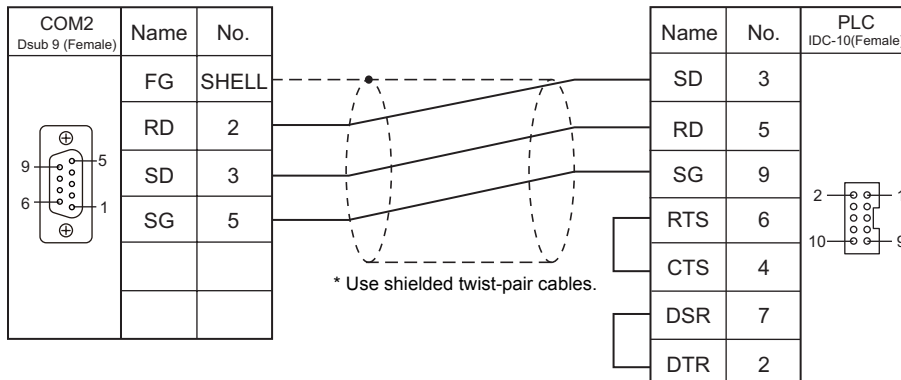 COM2
Dsub 9 (Female)
Name No.
FG SHELL
RD 2
SD 3
SG 5
9 5
6 1
* Use shielded twist-pair cables.
Name No.
PLC
IDC-10(Female)
SD 3
RD 5
SG 9
RTS 6
CTS 4
DSR 7
DTR 2
2 1
10 9